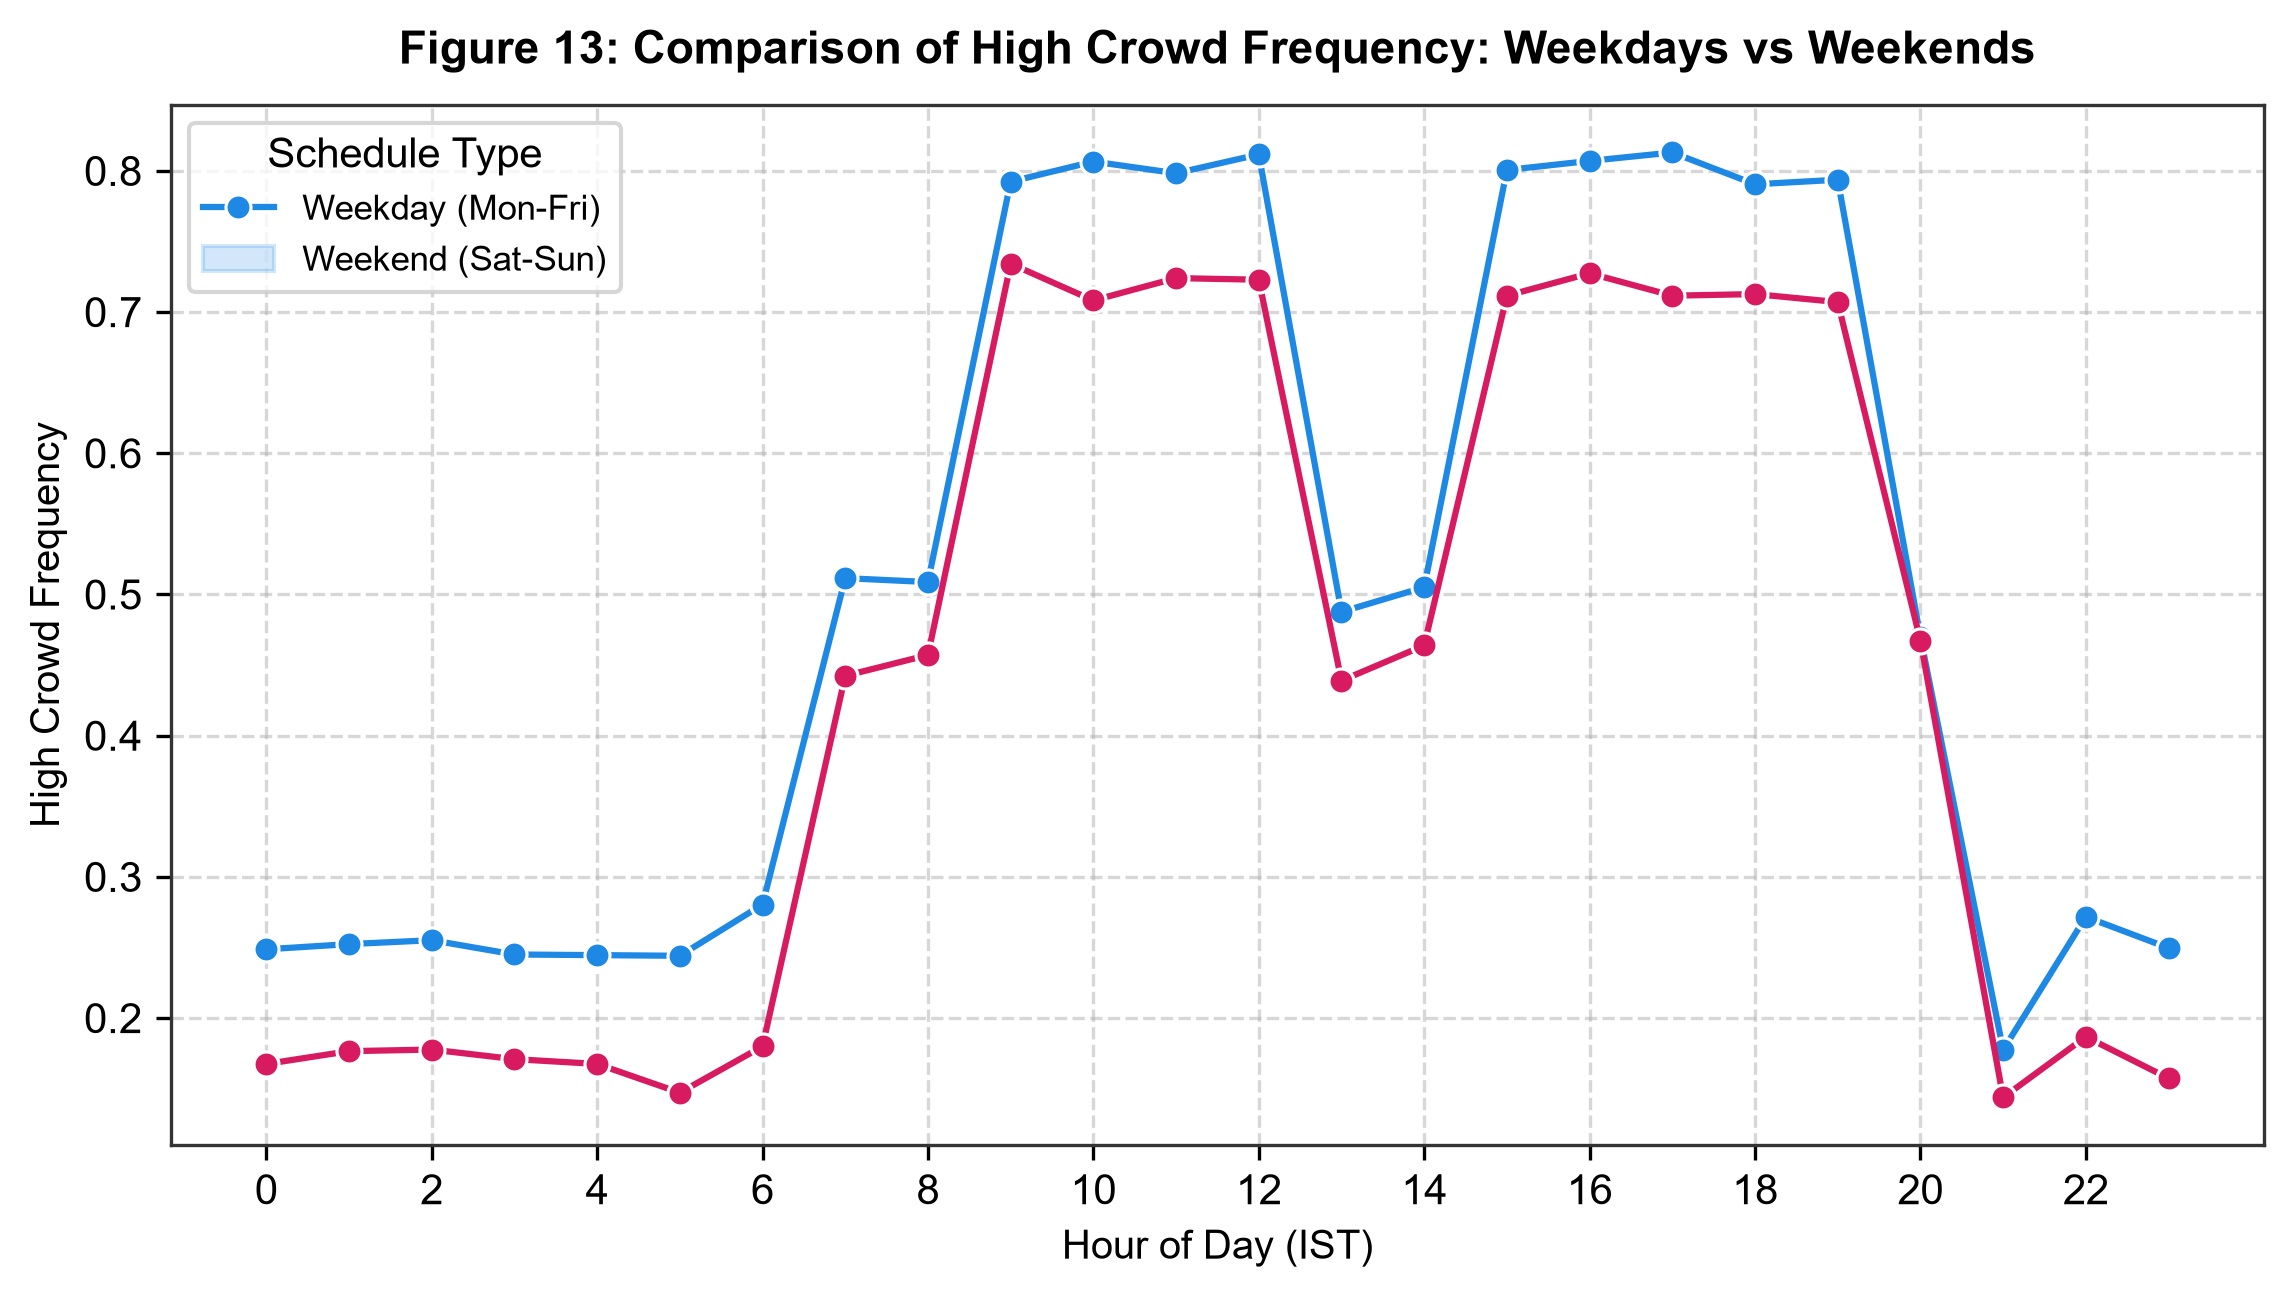 Figure 13: Comparison of High Crowd Frequency: Weekdays vs Weekends
Schedule Type
Weekday (Mon-Fri)
Weekend (Sat-Sun)
High Crowd Frequency
0.8
0.7
0.6
0.5
0.4
0.3
0.2
0 2 4 6 8 10 12 14 16 18 20 22
Hour of Day (IST)